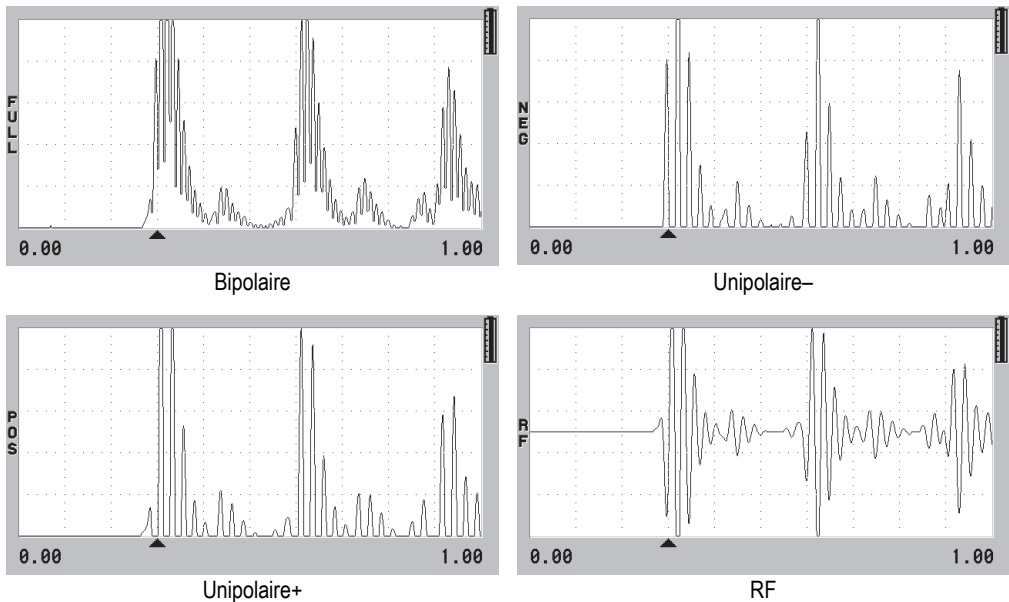 FULL
0.00 1.00
Bipolaire
NEG
0.00 1.00
Unipolaire–
POS
0.00 1.00
Unipolaire+
RF
0.00 1.00
RF